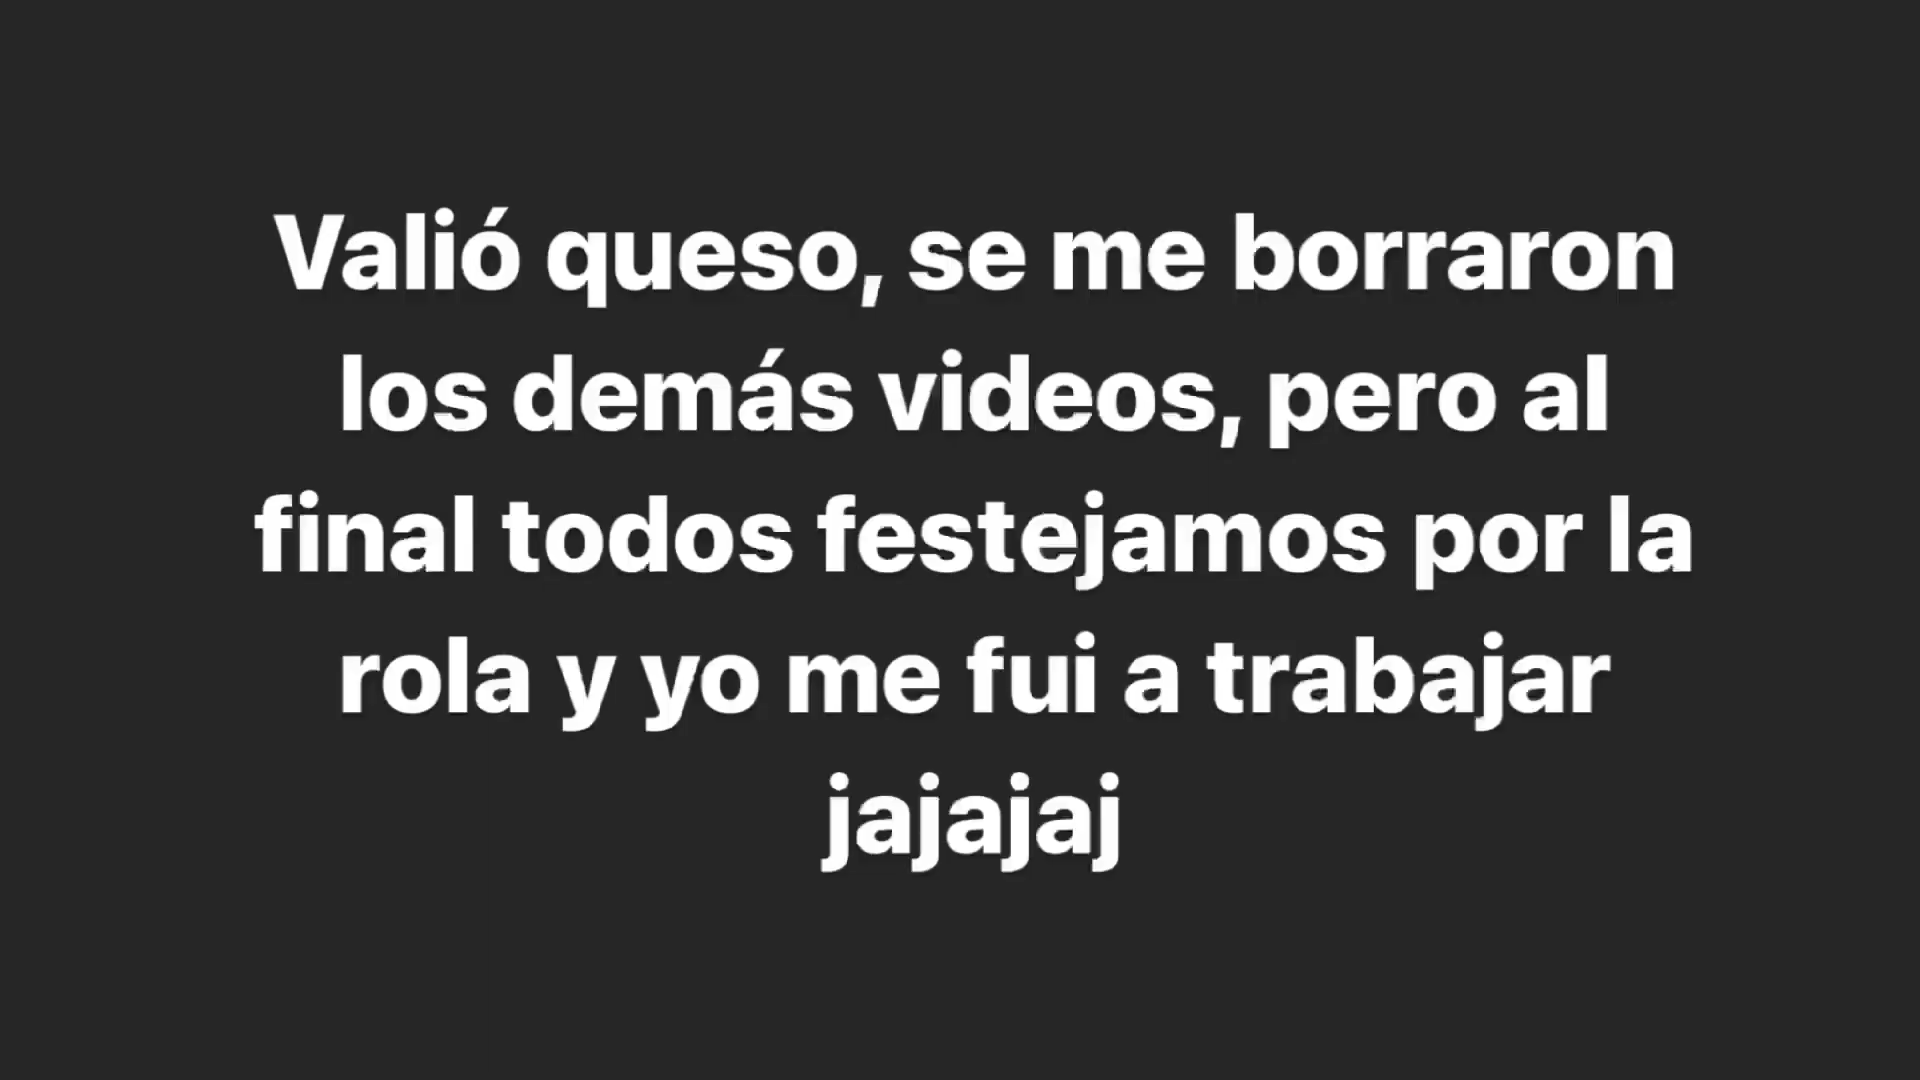 Valió queso, se me borraron
los demás videos, pero al
final todos festejamos por la
rola y yo me fui a trabajar
jajajaj